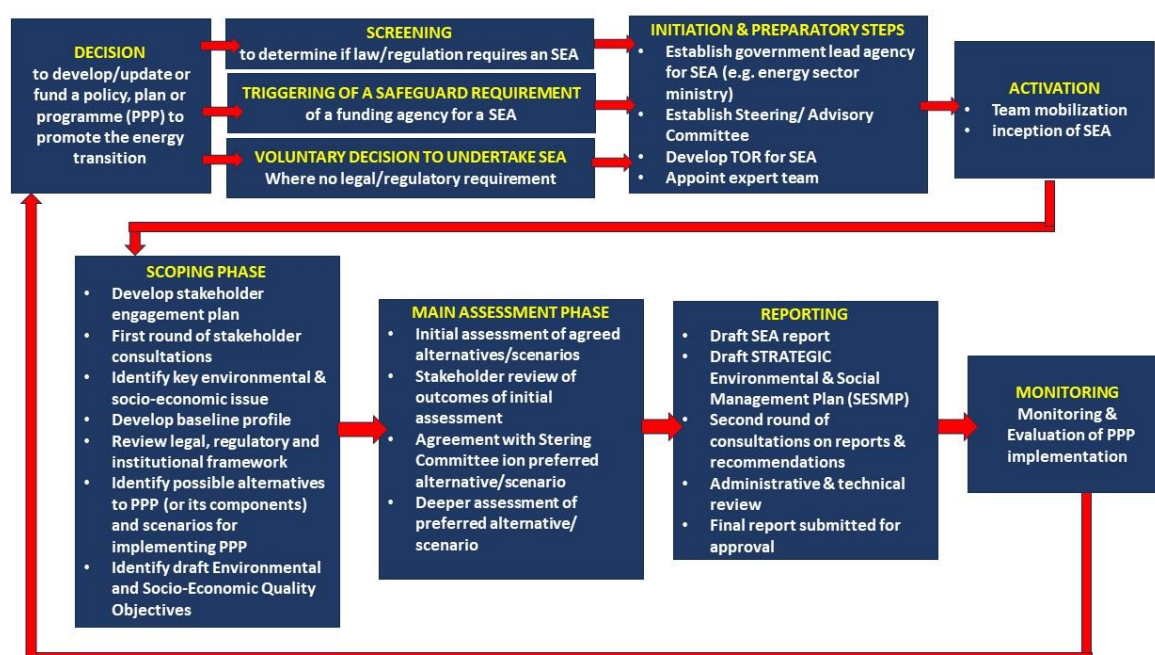 DECISION
to develop/update or
fund a policy, plan or
programme (PPP) to
promote the energy
transition
SCREENING
to determine if law/regulation requires an SEA
TRIGGERING OF A SAFEGUARD REQUIREMENT
of a funding agency for a SEA
VOLUNTARY DECISION TO UNDERTAKE SEA
Where no legal/regulatory requirement
INITIATION & PREPARATORY STEPS
• Establish government lead agency
for SEA (e.g. energy sector
ministry)
• Establish Steering/ Advisory
Committee
• Develop TOR for SEA
• Appoint expert team
ACTIVATION
• Team mobilization
• inception of SEA
SCOPING PHASE
• Develop stakeholder
engagement plan
• First round of stakeholder
consultations
• Identify key environmental &
socio-economic issue
• Develop baseline profile
• Review legal, regulatory and
institutional framework
• Identify possible alternatives
to PPP (or its components)
and scenarios for
implementing PPP
• Identify draft Environmental
and Socio-Economic Quality
Objectives
MAIN ASSESSMENT PHASE
• Initial assessment of agreed
alternatives/scenarios
• Stakeholder review of
outcomes of initial
assessment
• Agreement with Stering
Committee ion preferred
alternative/scenario
• Deeper assessment of
preferred alternative/
scenario
REPORTING
• Draft SEA report
• Draft STRATEGIC
Environmental & Social
Management Plan (SESMP)
• Second round of
consultations on reports &
recommendations
• Administrative & technical
review
• Final report submitted for
approval
MONITORING
Monitoring &
Evaluation of PPP
implementation